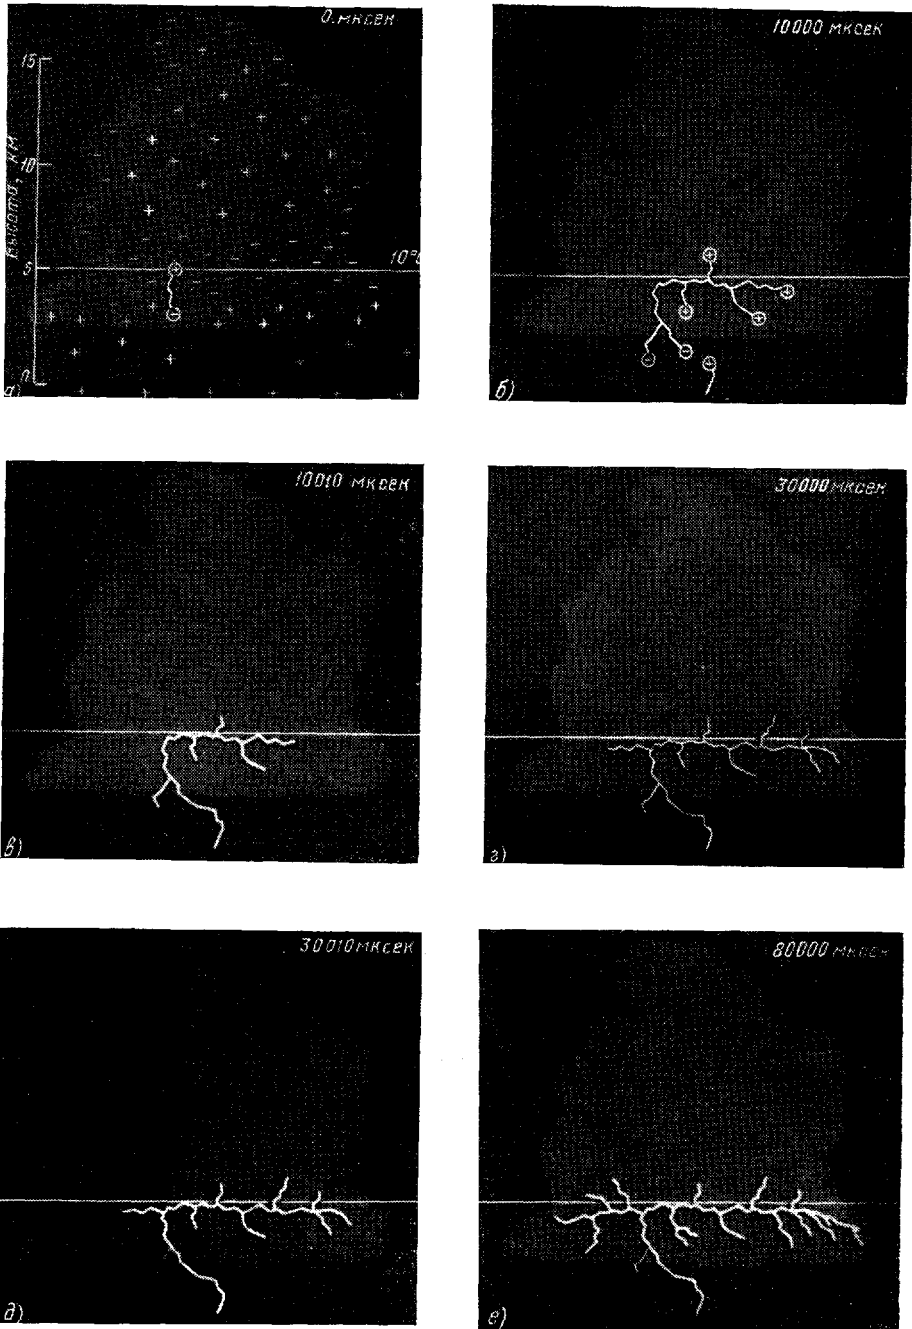 0 мксек
15
10
5
0
высота, км
10°C
а)
10000 мксек
б)
10010 мксек
в)
30000 мксек
г)
30010 мксек
д)
80000 мксек
е)